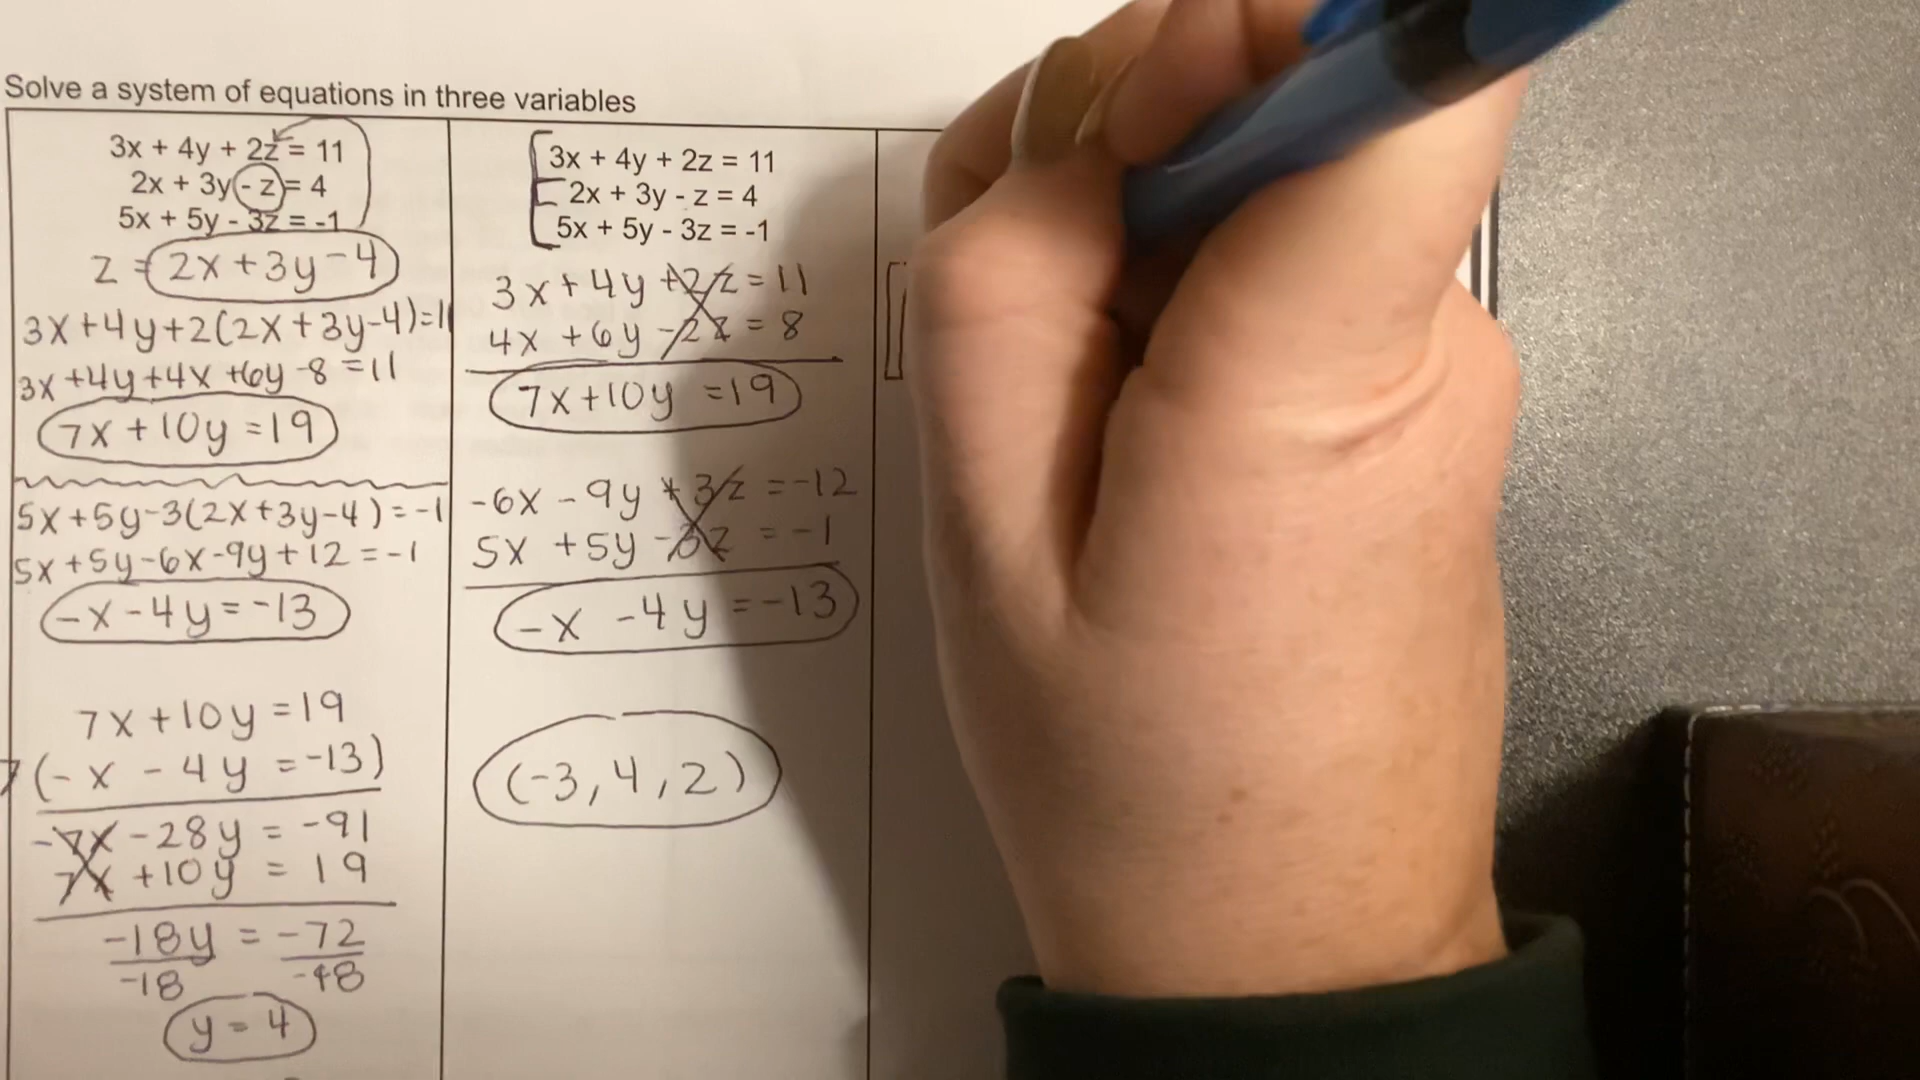 Solve a system of equations in three variables
3x + 4y + 2z = 11
2x + 3y - z = 4
5x + 5y - 3z = -1
z = 2x + 3y - 4
3x + 4y + 2(2x + 3y - 4) = 11
3x + 4y + 4x + 6y - 8 = 11
7x + 10y = 19
5x + 5y - 3(2x + 3y - 4) = -1
5x + 5y - 6x - 9y + 12 = -1
-x - 4y = -13
7x + 10y = 19
7(-x - 4y = -13)
-7x - 28y = -91
7x + 10y = 19
-18y = -72
-18 -18
y = 4
3x + 4y + 2z = 11
2x + 3y - z = 4
5x + 5y - 3z = -1
3x + 4y + 2z = 11
4x + 6y - 2z = 8
7x + 10y = 19
-6x - 9y + 3z = -12
5x + 5y - 3z = -1
-x - 4y = -13
(-3, 4, 2)